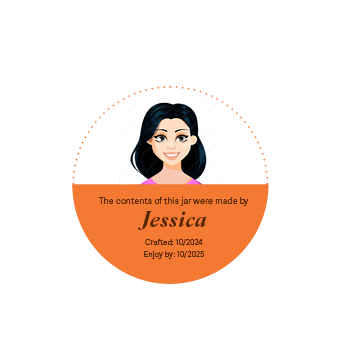 The contents of this jar were made by
Jessica
Crafted: 10/2024
Enjoy by: 10/2025